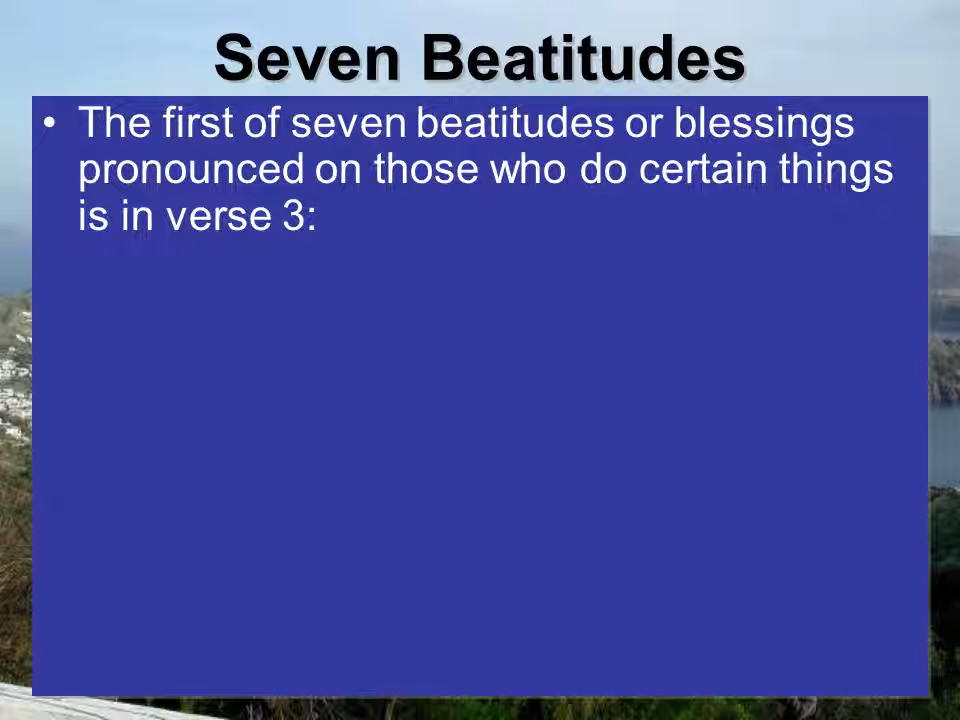 Seven Beatitudes
• The first of seven beatitudes or blessings
pronounced on those who do certain things
is in verse 3: